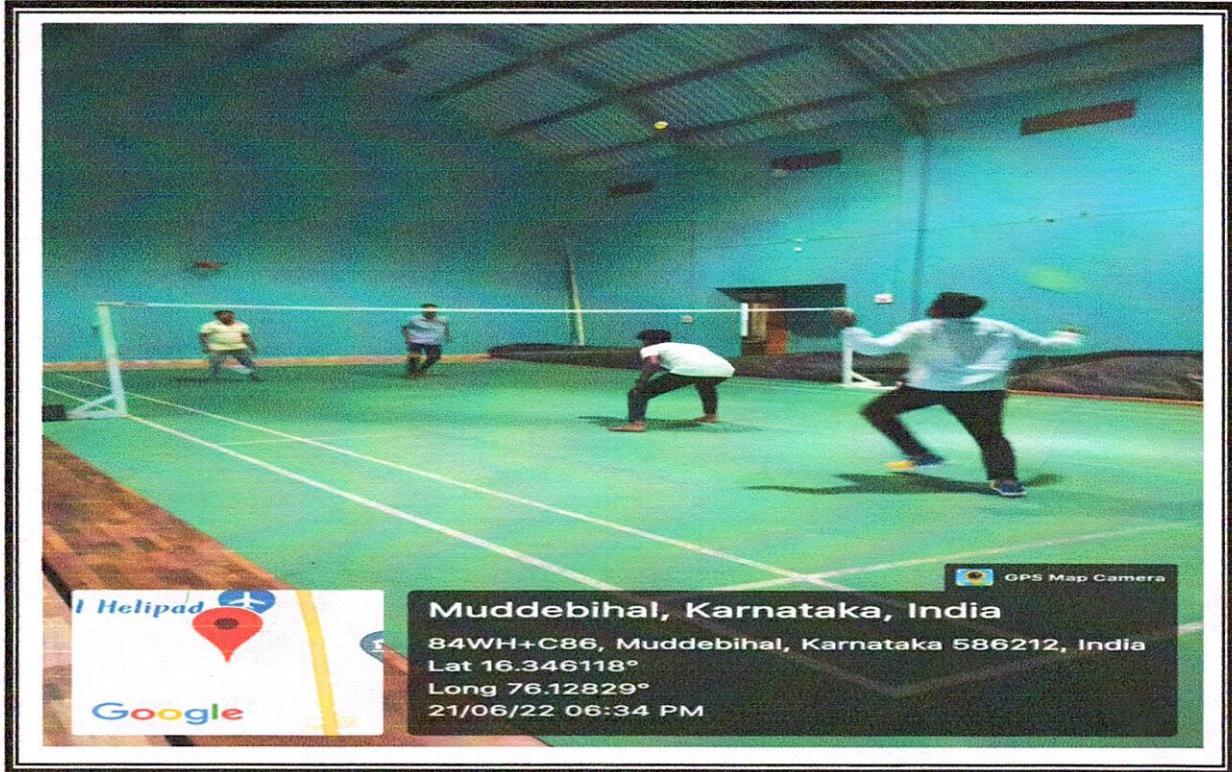 GPS Map Camera
l Helipad
Google
Muddebihal, Karnataka, India
84WH+C86, Muddebihal, Karnataka 586212, India
Lat 16.346118°
Long 76.12829°
21/06/22 06:34 PM